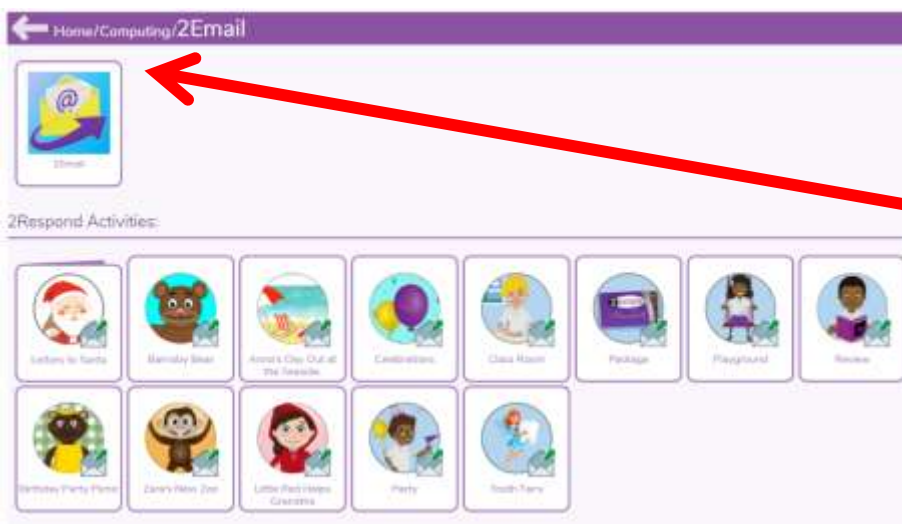 Home/Computing/2Email
@
2Email
2Respond Activities:
Letters to Santa
Barnaby Bear
Anna's Day Out at the Seaside
Celebrations
Class Room
Package
Playground
Review
Birthday Party Picnic
Zara's New Zoo
Little Red Helps Grandma
Party
Tooth Fairy